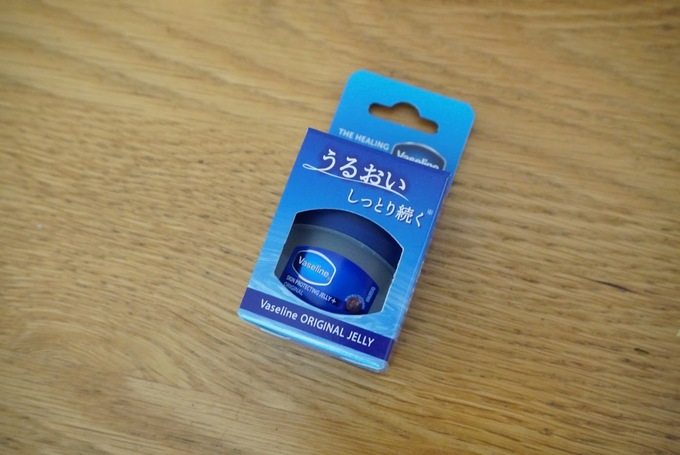 THE HEALING
Vaseline
うるおい
しっとり続く※
Vaseline
SKIN PROTECTING JELLY+
ORIGINAL
Vaseline ORIGINAL JELLY